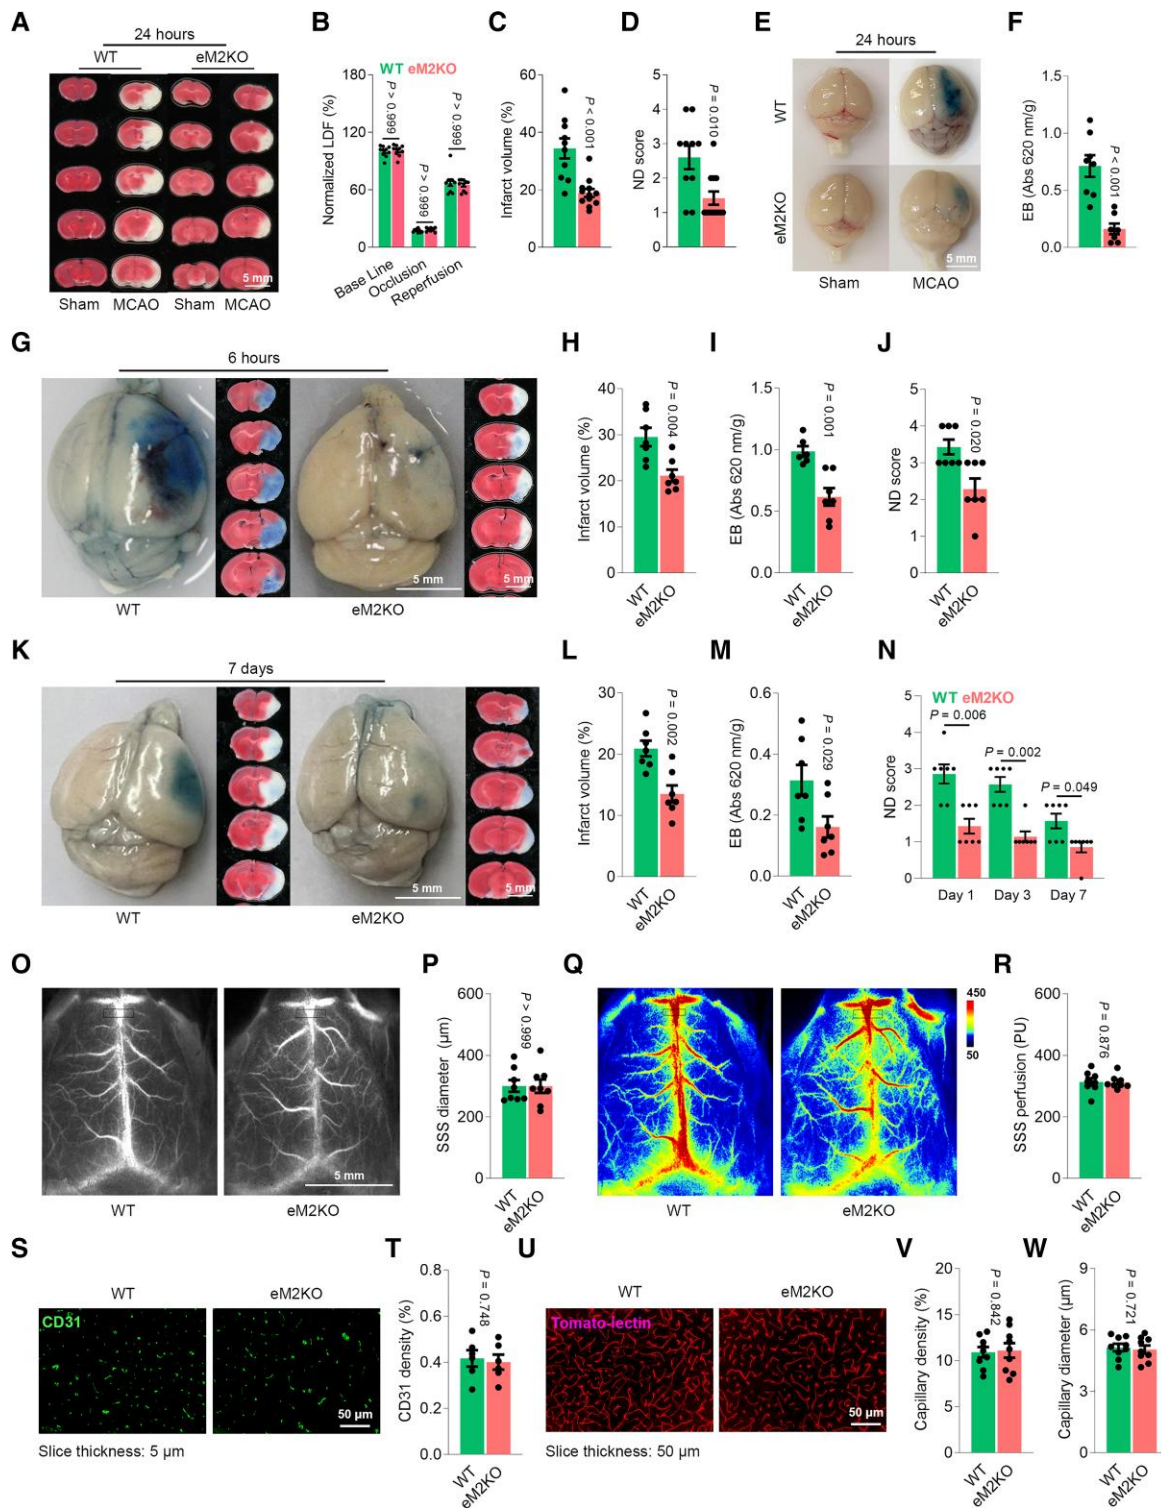 A
24 hours
WT eM2KO
5 mm
Sham MCAO Sham MCAO
B
WT eM2KO
Normalized LDF (%)
180
120
60
0
P > 0.999
P > 0.999
P > 0.999
Base Line
Occlusion
Reperfusion
C
Infarct volume (%)
60
40
20
0
P < 0.001
D
ND score
5
4
3
2
1
0
P = 0.010
E
24 hours
WT
eM2KO
5 mm
Sham MCAO
F
EB (Abs 620 nm/g)
1.5
1.0
0.5
0.0
P < 0.001
G
6 hours
5 mm
5 mm
WT eM2KO
H
Infarct volume (%)
40
30
20
10
0
P = 0.004
WT
eM2KO
I
EB (Abs 620 nm/g)
1.5
1.0
0.5
0.0
P = 0.001
WT
eM2KO
J
ND score
5
4
3
2
1
0
P = 0.020
WT
eM2KO
K
7 days
5 mm
5 mm
WT eM2KO
L
Infarct volume (%)
30
20
10
0
P = 0.002
WT
eM2KO
M
EB (Abs 620 nm/g)
0.6
0.4
0.2
0.0
P = 0.029
WT
eM2KO
N
WT eM2KO
ND score
5
4
3
2
1
0
P = 0.006
P = 0.002
P = 0.049
Day 1 Day 3 Day 7
O
5 mm
WT eM2KO
P
SSS diameter (µm)
600
400
200
0
P > 0.999
WT
eM2KO
Q
450
50
WT eM2KO
R
SSS perfusion (PU)
600
400
200
0
P = 0.876
WT
eM2KO
S
WT eM2KO
CD31
50 µm
Slice thickness: 5 µm
T
CD31 density (%)
0.8
0.6
0.4
0.2
0.0
P = 0.748
WT
eM2KO
U
WT eM2KO
Tomato-lectin
50 µm
Slice thickness: 50 µm
V
Capillary density (%)
20
15
10
5
0
P = 0.842
WT
eM2KO
W
Capillary diameter (µm)
9
6
3
0
P = 0.721
WT
eM2KO